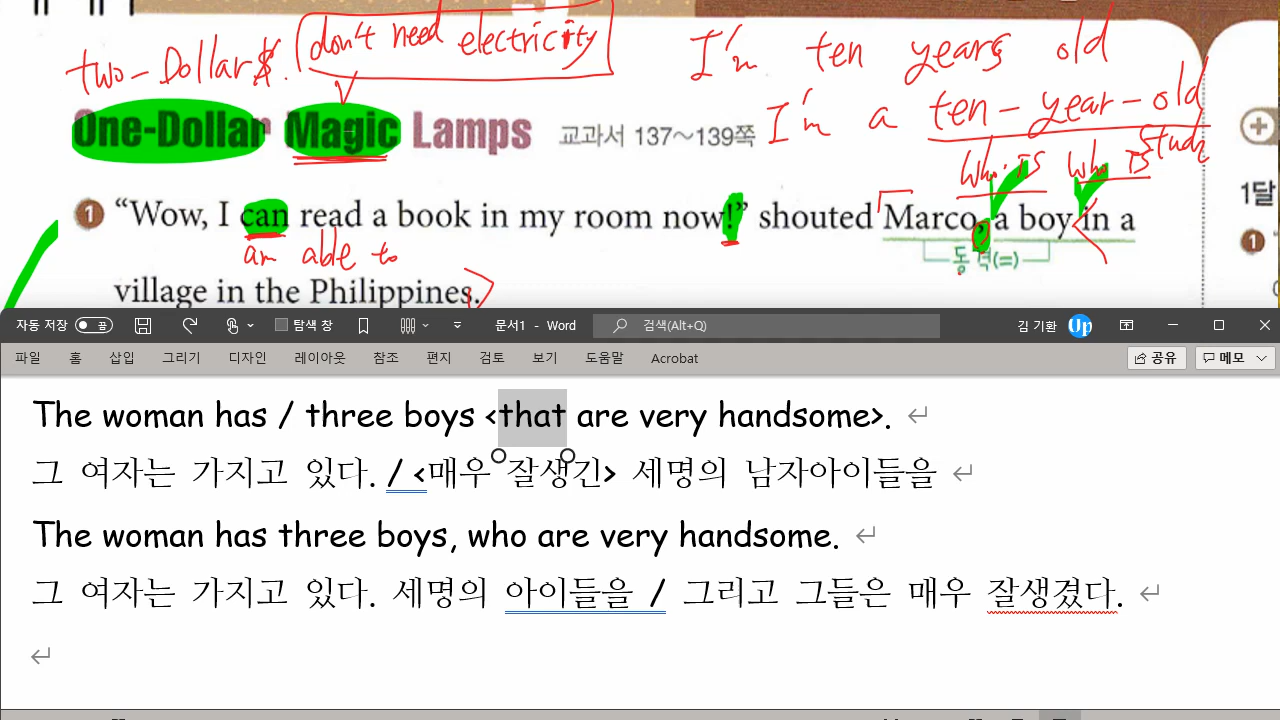 don't need electricity
two-Dollar$.
I'm ten years old
One-Dollar Magic Lamps 교과서 137~139쪽
I'm a ten-year-old
who is who is
1달
1 "Wow, I can read a book in my room now!" shouted Marco, a boy in a
1
am able to
동격(=)
village in the Philippines.
자동 저장 끔 탐색 창 문서1 - Word 검색(Alt+Q) 김 기환 Up
파일 홈 삽입 그리기 디자인 레이아웃 참조 편지 검토 보기 도움말 Acrobat 공유 메모
The woman has / three boys <that are very handsome>.
그 여자는 가지고 있다. / <매우 잘생긴> 세명의 남자아이들을
The woman has three boys, who are very handsome.
그 여자는 가지고 있다. 세명의 아이들을 / 그리고 그들은 매우 잘생겼다.